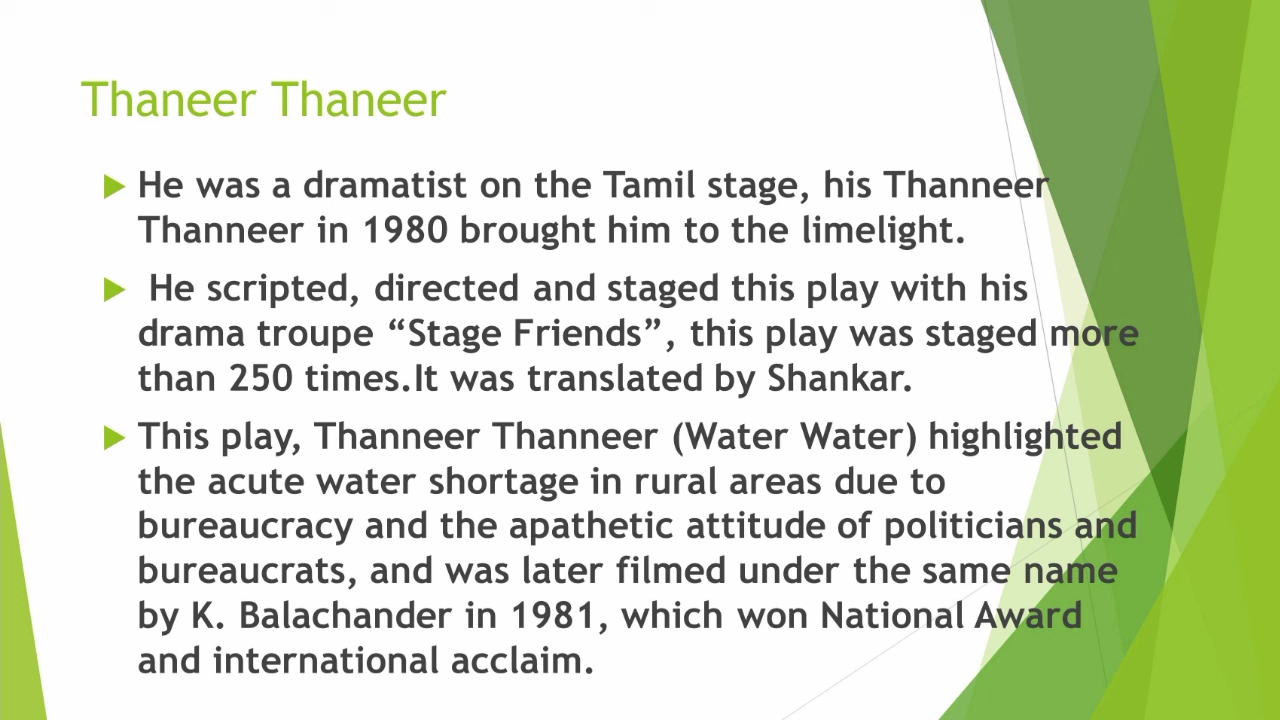 Thaneer Thaneer
He was a dramatist on the Tamil stage, his Thanneer
Thanneer in 1980 brought him to the limelight.
He scripted, directed and staged this play with his
drama troupe “Stage Friends”, this play was staged more
than 250 times.It was translated by Shankar.
This play, Thanneer Thanneer (Water Water) highlighted
the acute water shortage in rural areas due to
bureaucracy and the apathetic attitude of politicians and
bureaucrats, and was later filmed under the same name
by K. Balachander in 1981, which won National Award
and international acclaim.